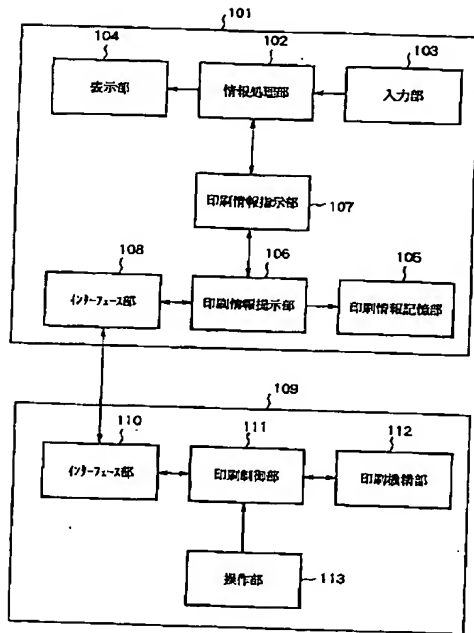 101
104
102
103
表示部
情報処理部
入力部
印刷情報指示部
107
108
106
105
インターフェース部
印刷情報提示部
印刷情報記憶部
109
110
111
112
インターフェース部
印刷制御部
印刷機構部
操作部
113